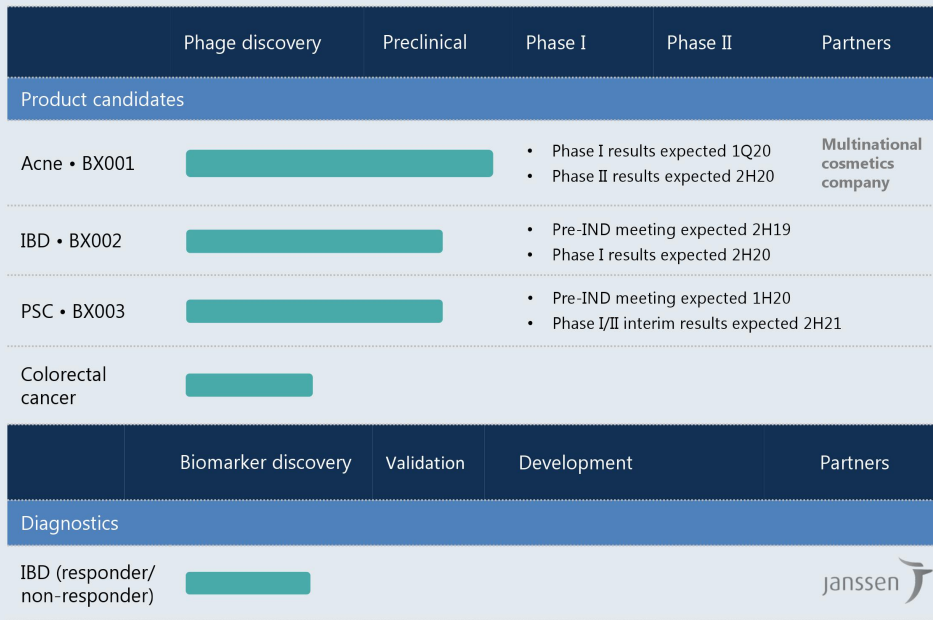 Phage discovery Preclinical Phase I Phase II Partners
Product candidates
Acne • BX001
• Phase I results expected 1Q20
• Phase II results expected 2H20
Multinational
cosmetics
company
IBD • BX002
• Pre-IND meeting expected 2H19
• Phase I results expected 2H20
PSC • BX003
• Pre-IND meeting expected 1H20
• Phase I/II interim results expected 2H21
Colorectal
cancer
Biomarker discovery Validation Development Partners
Diagnostics
IBD (responder/
non-responder)
janssen